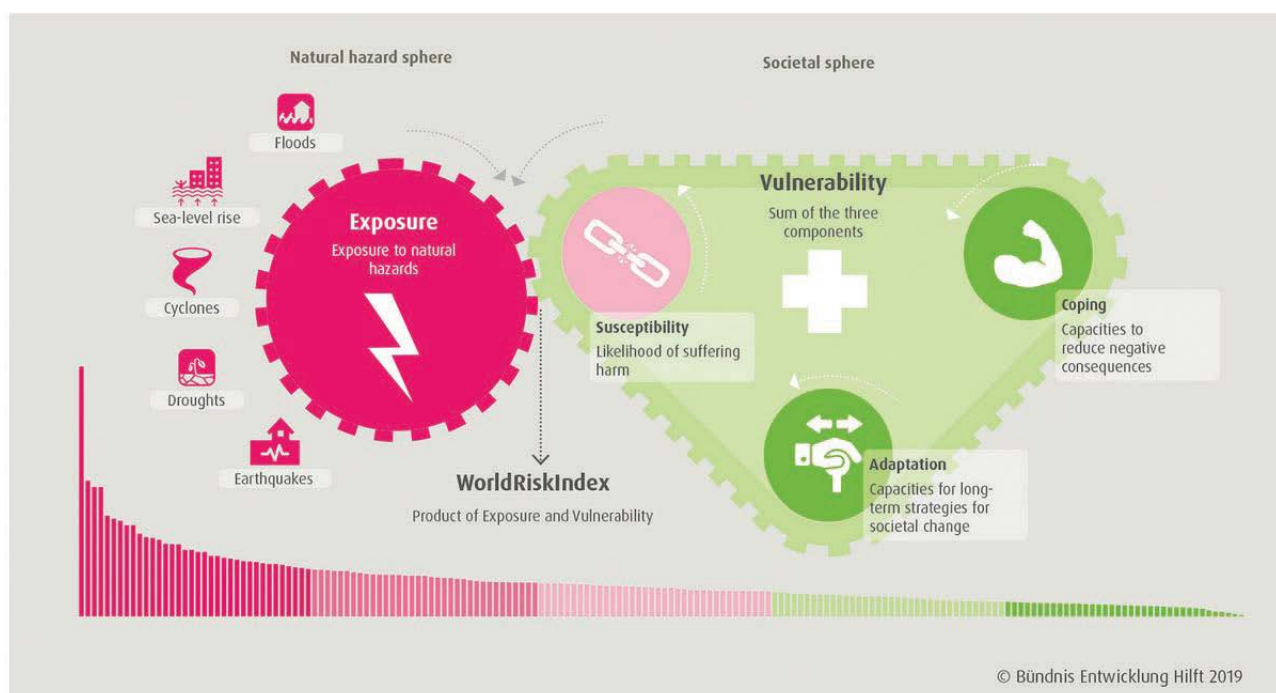 Natural hazard sphere
Societal sphere
Floods
Sea-level rise
Cyclones
Droughts
Earthquakes
Exposure
Exposure to natural
hazards
Vulnerability
Sum of the three
components
Susceptibility
Likelihood of suffering
harm
Coping
Capacities to
reduce negative
consequences
Adaptation
Capacities for long-
term strategies for
societal change
WorldRiskIndex
Product of Exposure and Vulnerability
© Bündnis Entwicklung Hilft 2019